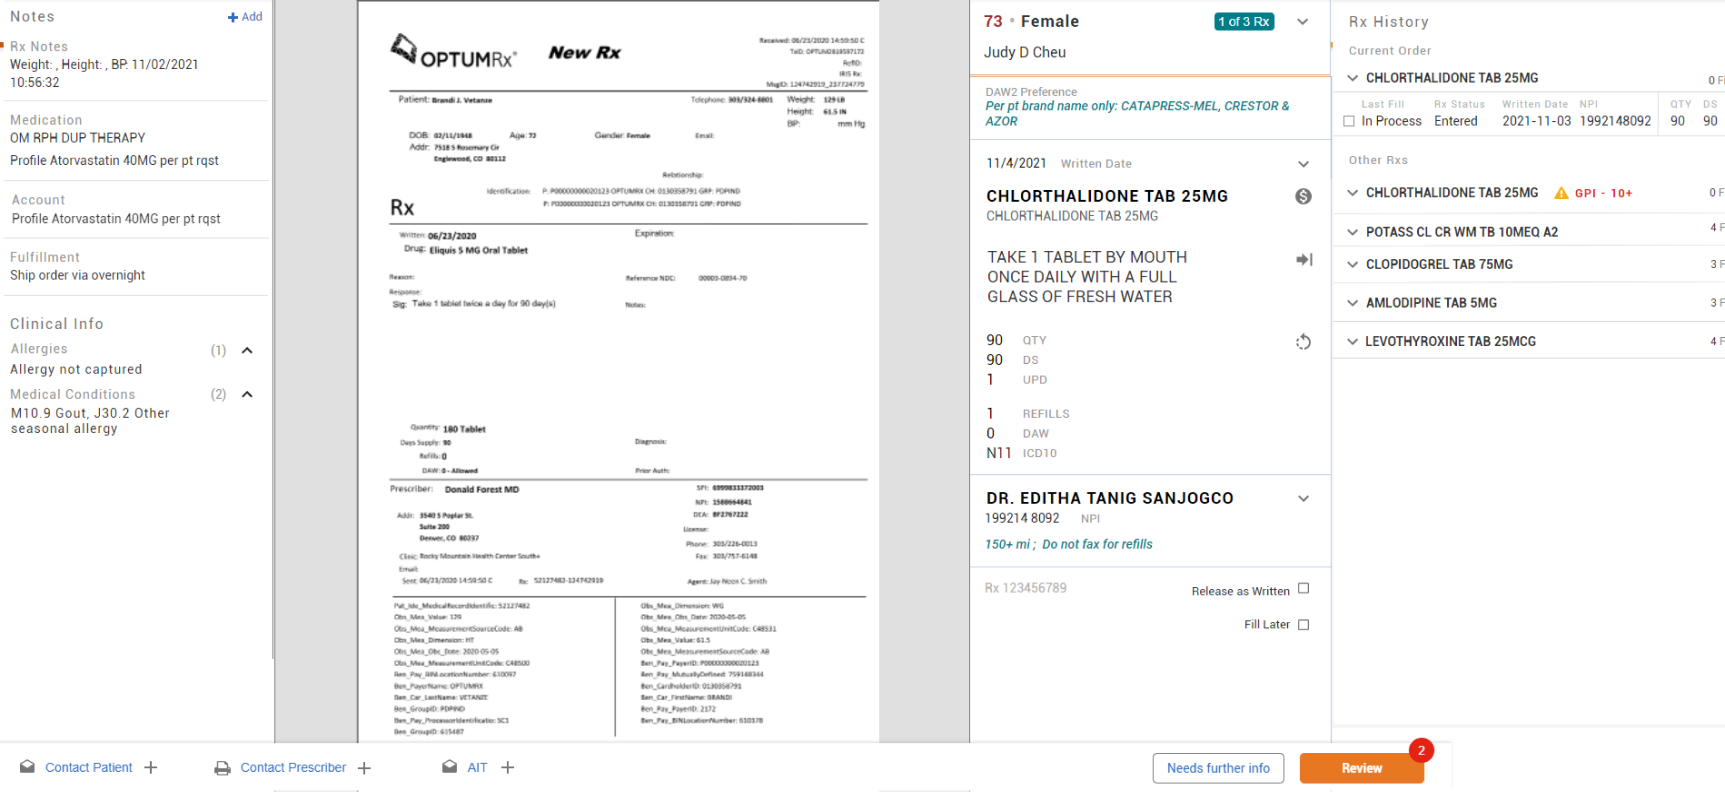 Notes
Add
Rx Notes
Weight: , Height: , BP. 11/02/2021
10:56:32
Medication
OM RPH DUP THERAPY
Profile Atorvastatin 40MG per pt rqst
Account
Profile Atorvastatin 40MG per pt rqst
Fulfillment
Ship order via overnight
Clinical Info
Allergies (1)
Allergy not captured
Medical Conditions (2)
M10.9 Gout, J30.2 Other
seasonal allergy
OPTUMRx®
New Rx
Received: 06/23/2020 14:59:50 C
RefID:
IRIS Rx:
MsgID: 124742919_237724779
Patient: Brandi J. Vetanze
Telephone: 303/324-8801
Weight: 129 LB
Height: 61.5 IN
BP: mm Hg
DOB: 02/11/1948 Age: 72 Gender: Female Email:
Addr: 7518 S Rosemary Cir
Englewood, CO 80112
Relationship:
Identification: P: P00000000020123 OPTUMRX CH: 0130358791 GRP: PDPIND
P: P00000000020123 OPTUMRX CH: 0130358791 GRP: PDPIND
Rx
Written: 06/23/2020 Expiration:
Drug: Eliquis 5 MG Oral Tablet
Reason: Reference NDC: 00003-0894-70
Response:
Sig: Take 1 tablet twice a day for 90 day(s) Notes:
Quantity: 180 Tablet
Days Supply: 90 Diagnosis:
Refills: 0
DAW: 0 - Allowed Prior Auth:
Prescriber: Donald Forest MD
SPI: 6999833372003
NPI: 1588664841
DEA: BF2767222
Addr: 3540 S Poplar St.
Suite 200
Denver, CO 80237
License:
Phone: 303/226-0013
Clinic: Rocky Mountain Health Center South+ Fax: 303/757-6148
Email:
Sent: 06/23/2020 14:59:50 C Rx: 52127482-124742919 Agent: Jay-Noen C. Smith
Pat_Ide_MedicalRecordIdentific: 52127482
Obs_Mea_Value: 129
Obs_Mea_MeasurementSourceCode: AB
Obs_Mea_Dimension: HT
Obs_Mea_Obs_Date: 2020-05-05
Obs_Mea_MeasurementUnitCode: C48500
Ben_Pay_BINLocationNumber: 610097
Ben_PayerName: OPTUMRX
Ben_Car_LastName: VETANZE
Ben_GroupID: PDPIND
Ben_Pay_ProcessorIdentificatio: SC1
Ben_GroupID: 615487
Obs_Mea_Dimension: WG
Obs_Mea_Obs_Date: 2020-05-05
Obs_Mea_MeasurementUnitCode: C48531
Obs_Mea_Value: 61.5
Obs_Mea_MeasurementSourceCode: AB
Ben_Pay_PayerID: P00000000020123
Ben_Pay_MutuallyDefined: 759148344
Ben_CardholderID: 0130358791
Ben_Car_FirstName: BRANDI
Ben_Pay_PayerID: 2172
Ben_Pay_BINLocationNumber: 610378
73 • Female 1 of 3 Rx
Judy D Cheu
DAW2 Preference
Per pt brand name only: CATAPRESS-MEL, CRESTOR &
AZOR
11/4/2021 Written Date
CHLORTHALIDONE TAB 25MG
CHLORTHALIDONE TAB 25MG
TAKE 1 TABLET BY MOUTH
ONCE DAILY WITH A FULL
GLASS OF FRESH WATER
90 QTY
90 DS
1 UPD
1 REFILLS
0 DAW
N11 ICD10
DR. EDITHA TANIG SANJOGCO
199214 8092 NPI
150+ mi ; Do not fax for refills
Rx 123456789
Release as Written
Fill Later
Rx History
Current Order
CHLORTHALIDONE TAB 25MG 0 Fi
Last Fill Rx Status Written Date NPI QTY DS
In Process Entered 2021-11-03 1992148092 90 90
Other Rxs
CHLORTHALIDONE TAB 25MG GPI - 10+ 0 F
POTASS CL CR WM TB 10MEQ A2 4 F
CLOPIDOGREL TAB 75MG 3 F
AMLODIPINE TAB 5MG 3 F
LEVOTHYROXINE TAB 25MCG 4 F
Contact Patient
Contact Prescriber
AIT
Needs further info
Review
2